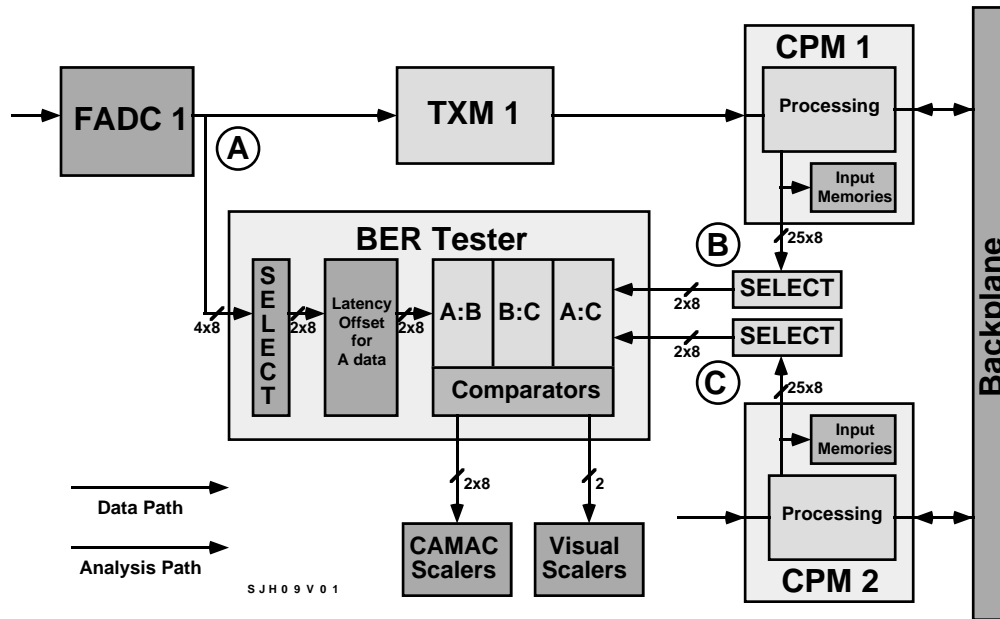 CPM 1
FADC 1
TXM 1
Processing
A
Input
Memories
25x8
BER Tester
B
SELECT
2x8
SELECT
Latency
Offset
for
A data
A:B
B:C
A:C
4x8
2x8
2x8
SELECT
2x8
Comparators
C
25x8
Backplane
Input
Memories
2x8
2
Data Path
Processing
CAMAC
Scalers
Visual
Scalers
Analysis Path
CPM 2
SJH09V01